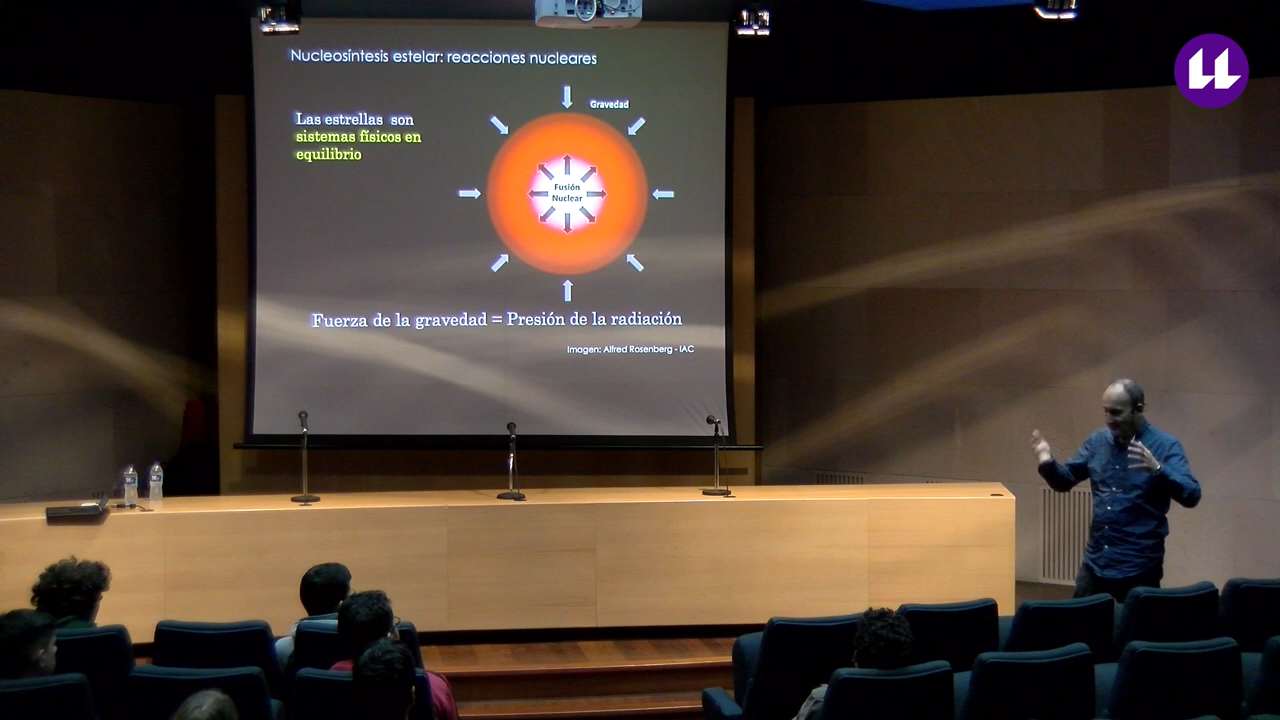 Nucleosíntesis estelar: reacciones nucleares
Gravedad
Las estrellas son
sistemas físicos en
equilibrio
Fusión
Nuclear
Fuerza de la gravedad = Presión de la radiación
Imagen: Alfred Rosenberg - IAC